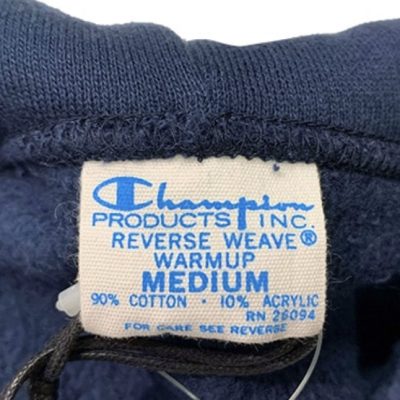 Champion
PRODUCTS INC.
REVERSE WEAVE®
WARMUP
MEDIUM
90% COTTON · 10% ACRYLIC
RN 26094
FOR CARE SEE REVERSE